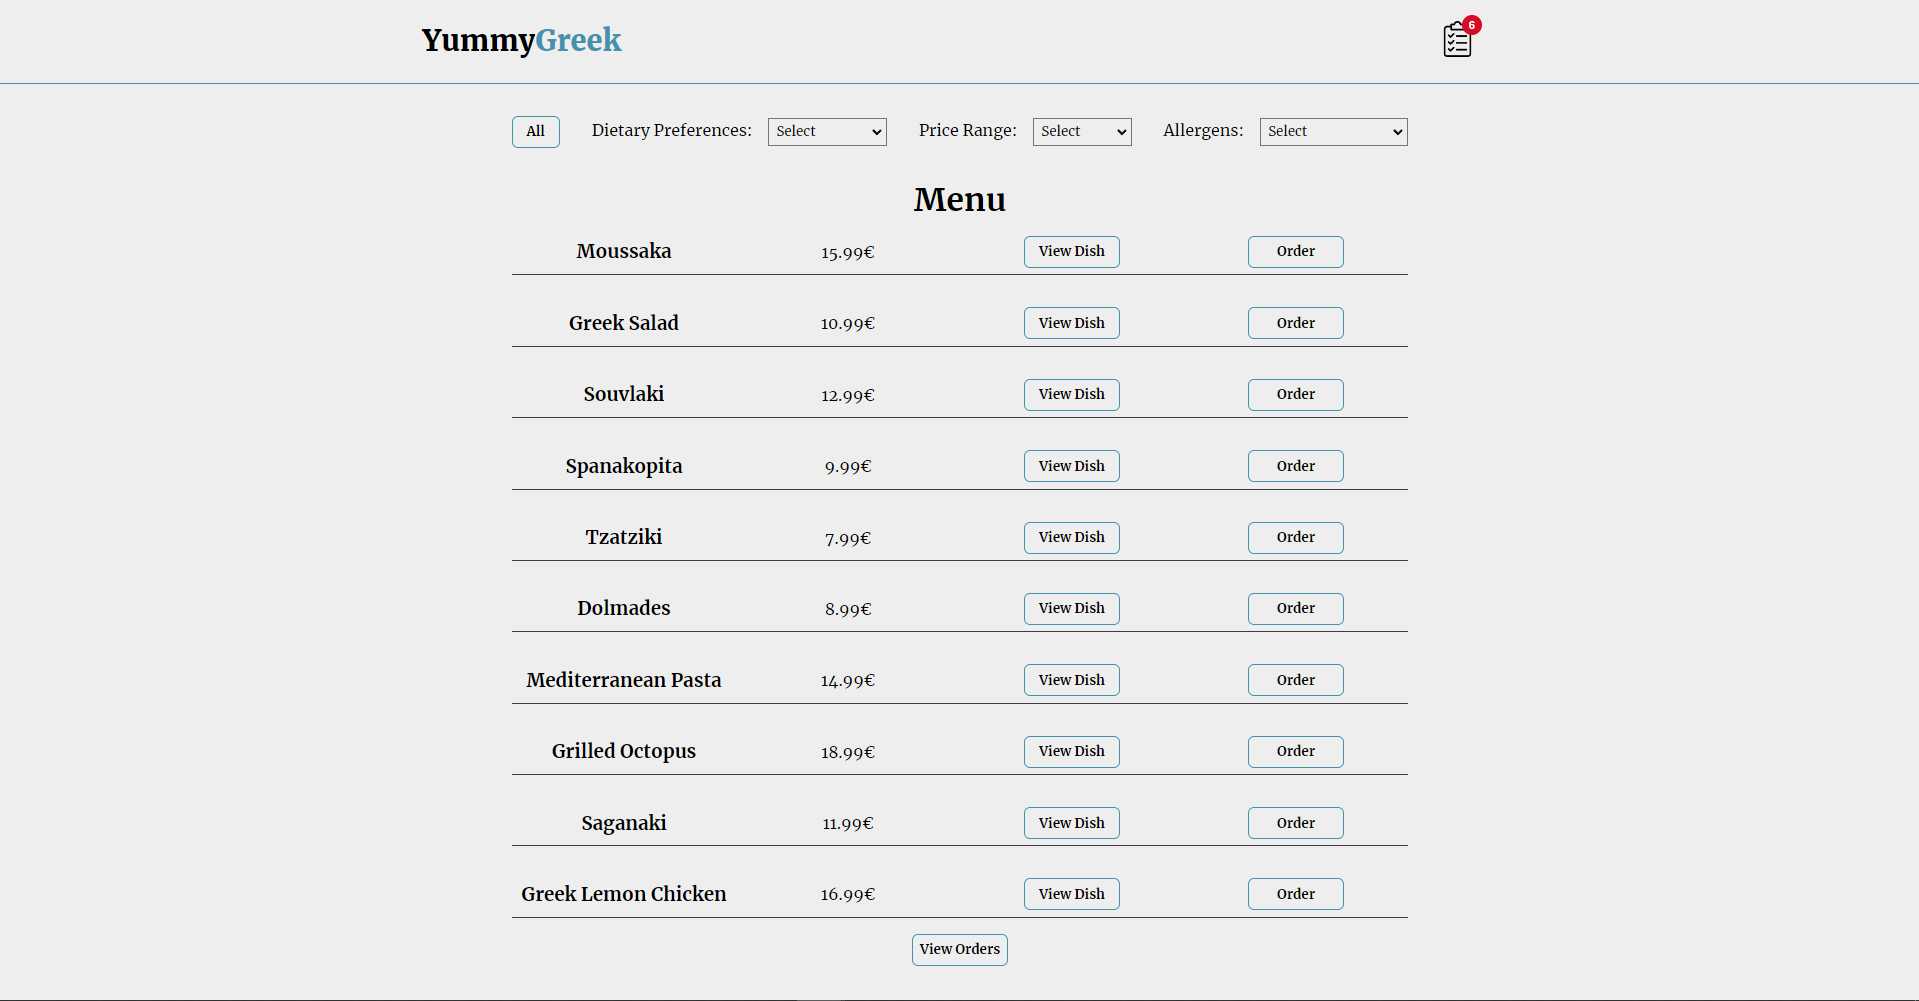 YummyGreek
6
All Dietary Preferences: Select Price Range: Select Allergens: Select
Menu
Moussaka 15.99€ View Dish Order
Greek Salad 10.99€ View Dish Order
Souvlaki 12.99€ View Dish Order
Spanakopita 9.99€ View Dish Order
Tzatziki 7.99€ View Dish Order
Dolmades 8.99€ View Dish Order
Mediterranean Pasta 14.99€ View Dish Order
Grilled Octopus 18.99€ View Dish Order
Saganaki 11.99€ View Dish Order
Greek Lemon Chicken 16.99€ View Dish Order
View Orders